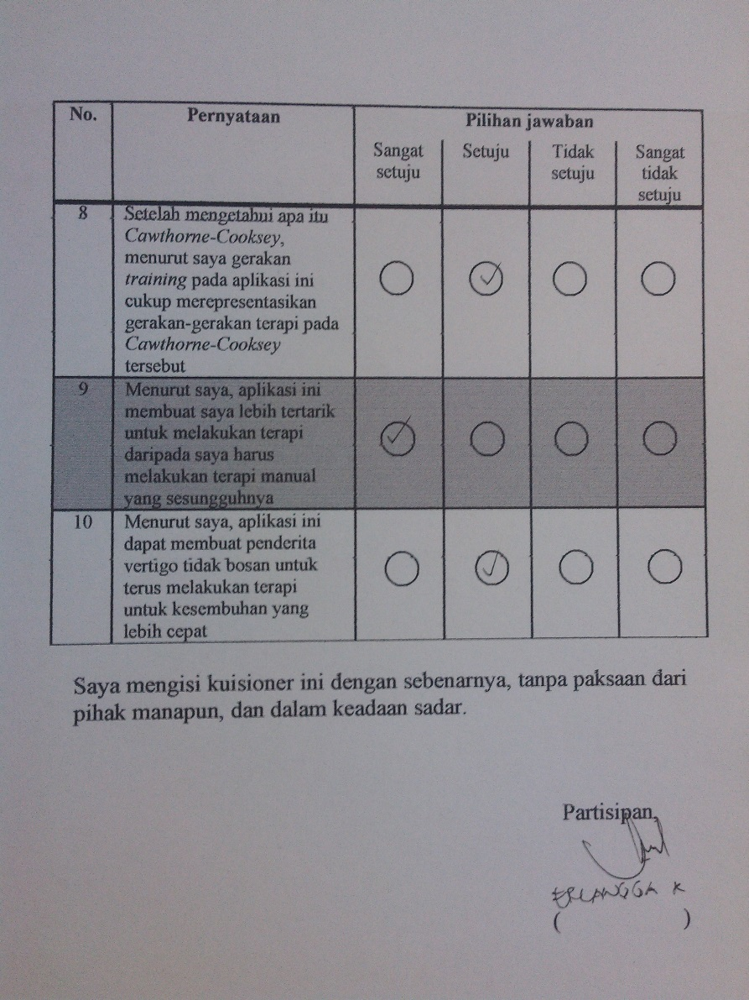 No. Pernyataan Pilihan jawaban
Sangat setuju Setuju Tidak setuju Sangat tidak setuju
8 Setelah mengetahui apa itu
Cawthorne-Cooksey,
menurut saya gerakan
training pada aplikasi ini
cukup merepresentasikan
gerakan-gerakan terapi pada
Cawthorne-Cooksey
tersebut
9 Menurut saya, aplikasi ini
membuat saya lebih tertarik
untuk melakukan terapi
daripada saya harus
melakukan terapi manual
yang sesungguhnya
10 Menurut saya, aplikasi ini
dapat membuat penderita
vertigo tidak bosan untuk
terus melakukan terapi
untuk kesembuhan yang
lebih cepat
Saya mengisi kuisioner ini dengan sebenarnya, tanpa paksaan dari
pihak manapun, dan dalam keadaan sadar.
Partisipan,
ERLANGGA K
( )